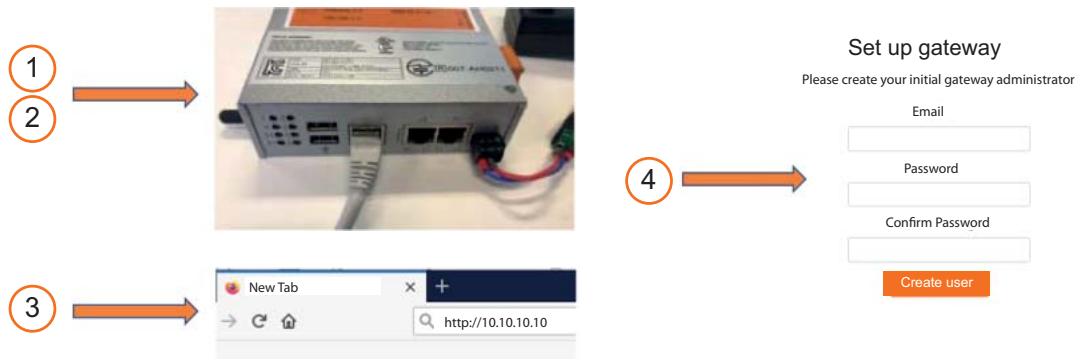 1
2
3
New Tab
http://10.10.10.10
4
Set up gateway
Please create your initial gateway administrator
Email
Password
Confirm Password
Create user